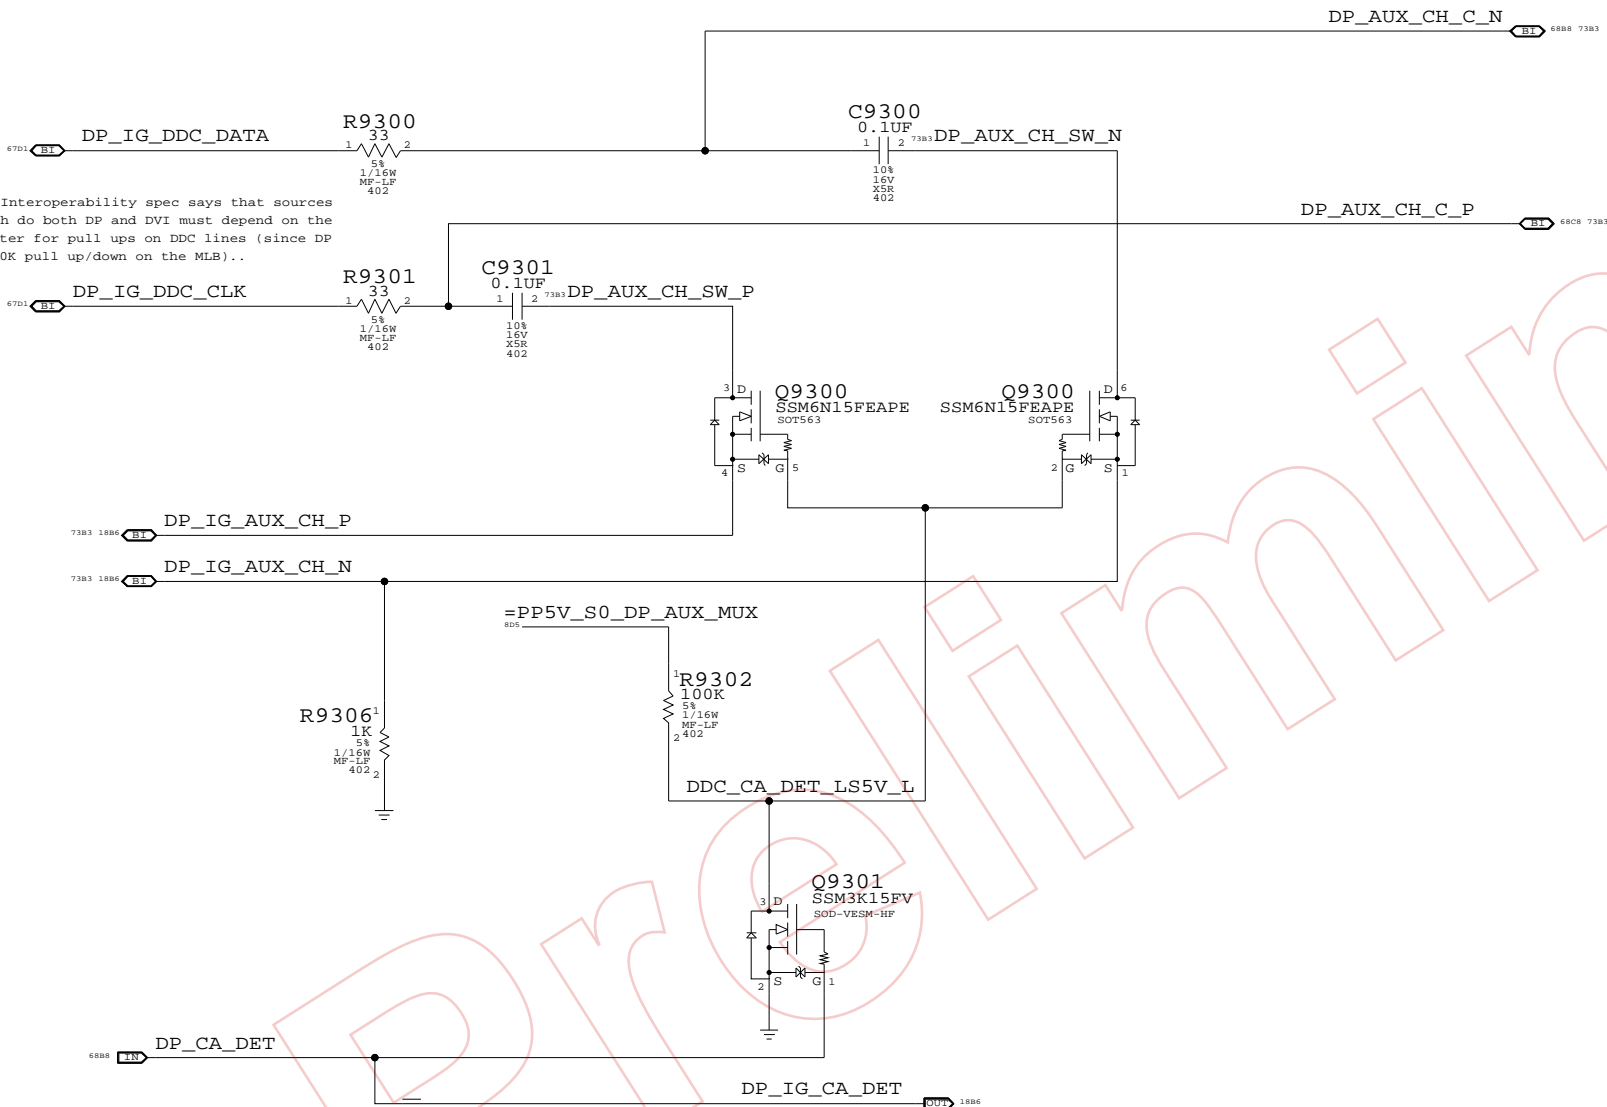 DP_AUX_CH_C_N
BI 68B8 73B3
C9300
0.1UF
R9300
33
DP_IG_DDC_DATA
67D1 BI
1 2
5%
1/16W
MF-LF
402
1 2
73B3 DP_AUX_CH_SW_N
10%
16V
X5R
402
Interoperability spec says that sources
h do both DP and DVI must depend on the
ter for pull ups on DDC lines (since DP
0K pull up/down on the MLB)..
DP_AUX_CH_C_P
BI 68C8 73B3
R9301
33
DP_IG_DDC_CLK
67D1 BI
1 2
5%
1/16W
MF-LF
402
C9301
0.1UF
1 2
73B3 DP_AUX_CH_SW_P
10%
16V
X5R
402
3 D
Q9300
SSM6N15FEAPE
SOT563
4 S G 5
Q9300
SSM6N15FEAPE
SOT563
D 6
2 G S 1
73B3 18B6 BI DP_IG_AUX_CH_P
73B3 18B6 BI DP_IG_AUX_CH_N
=PP5V_S0_DP_AUX_MUX
8D5
1
R9302
100K
5%
1/16W
MF-LF
402
2
R9306
1
1K
5%
1/16W
MF-LF
402
2
DDC_CA_DET_LS5V_L
Q9301
SSM3K15FV
SOD-VESM-HF
3 D
2 S G 1
68B8 IN DP_CA_DET
DP_IG_CA_DET
OUT 18B6
Prelimin